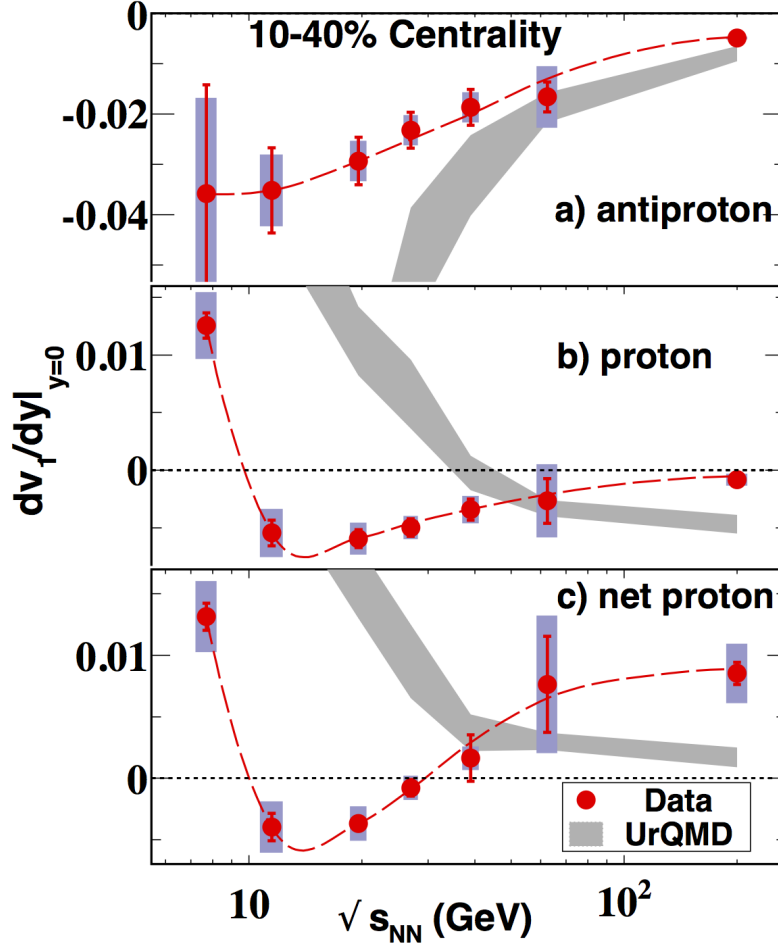 0
10-40% Centrality
-0.02
-0.04
a) antiproton
0.01
b) proton
0
dv₁/dy|y=0
c) net proton
0.01
0
Data
UrQMD
10
10²
√ sNN (GeV)